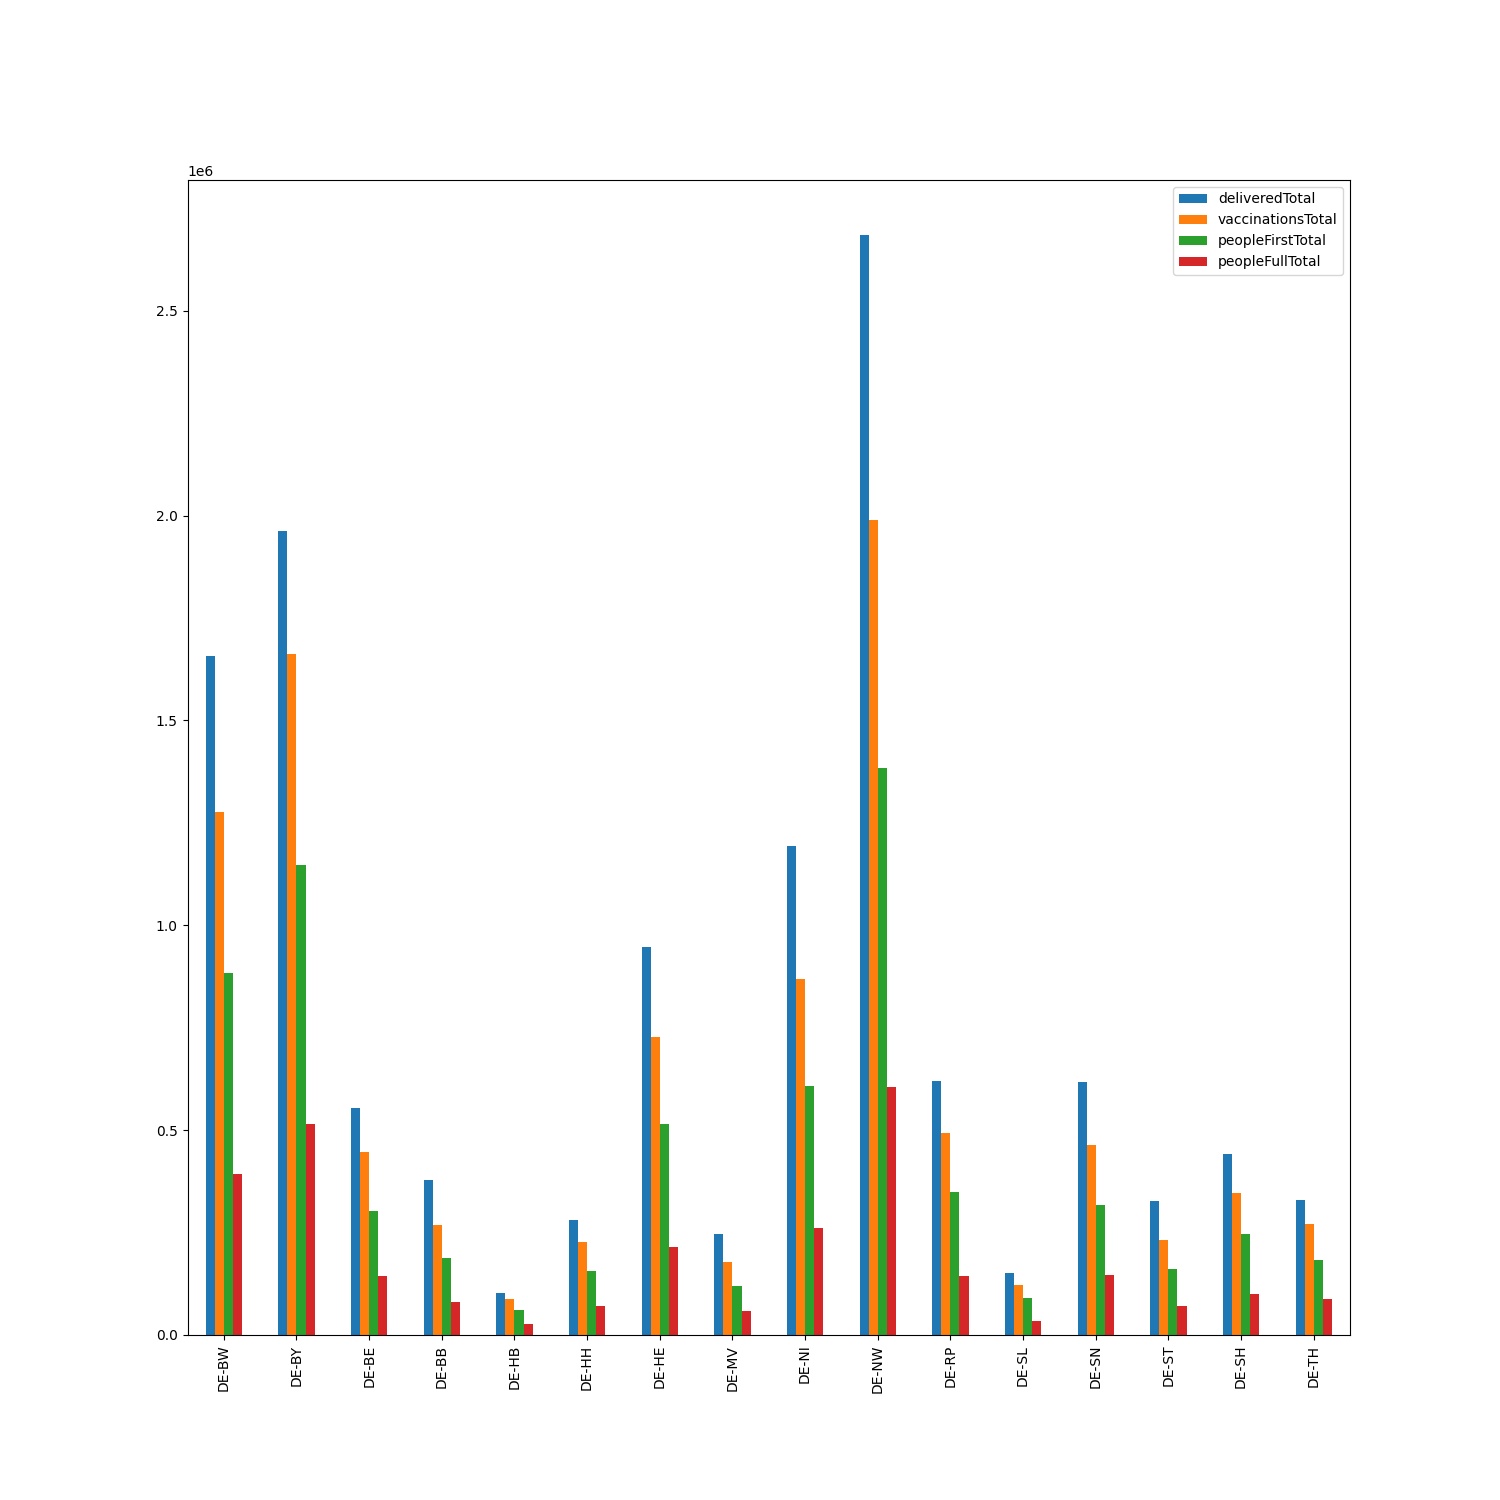 1e6
deliveredTotal
vaccinationsTotal
peopleFirstTotal
peopleFullTotal
2.5
2.0
1.5
1.0
0.5
0.0
DE-BW
DE-BY
DE-BE
DE-BB
DE-HB
DE-HH
DE-HE
DE-MV
DE-NI
DE-NW
DE-RP
DE-SL
DE-SN
DE-ST
DE-SH
DE-TH